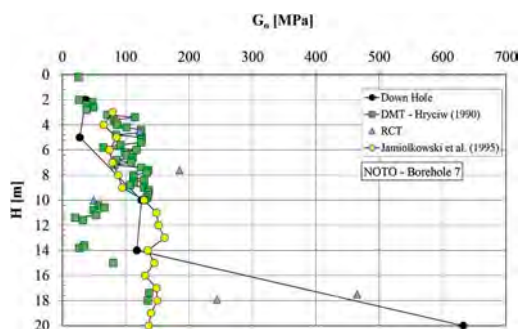 G₀ [MPa]
0 100 200 300 400 500 600 700
H [m]
0
2
4
6
8
10
12
14
16
18
20
Down Hole
DMT - Hryciw (1990)
RCT
Jamiolkowski et al. (1995)
NOTO - Borehole 7